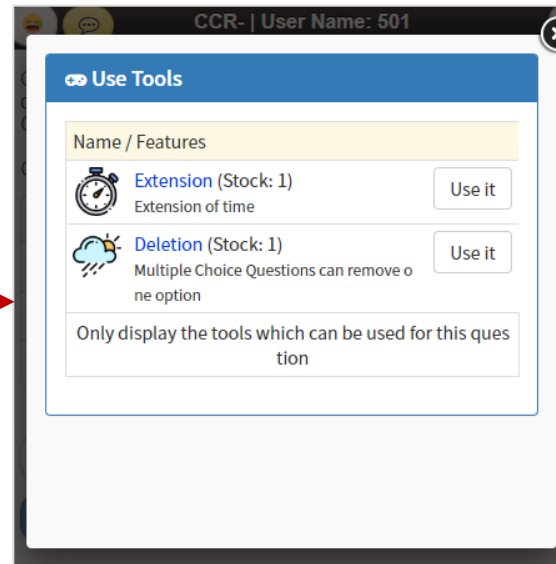 CCR- | User Name: 501
Use Tools
Name / Features
Extension (Stock: 1)
Extension of time
Use it
Deletion (Stock: 1)
Multiple Choice Questions can remove o
ne option
Use it
Only display the tools which can be used for this ques
tion